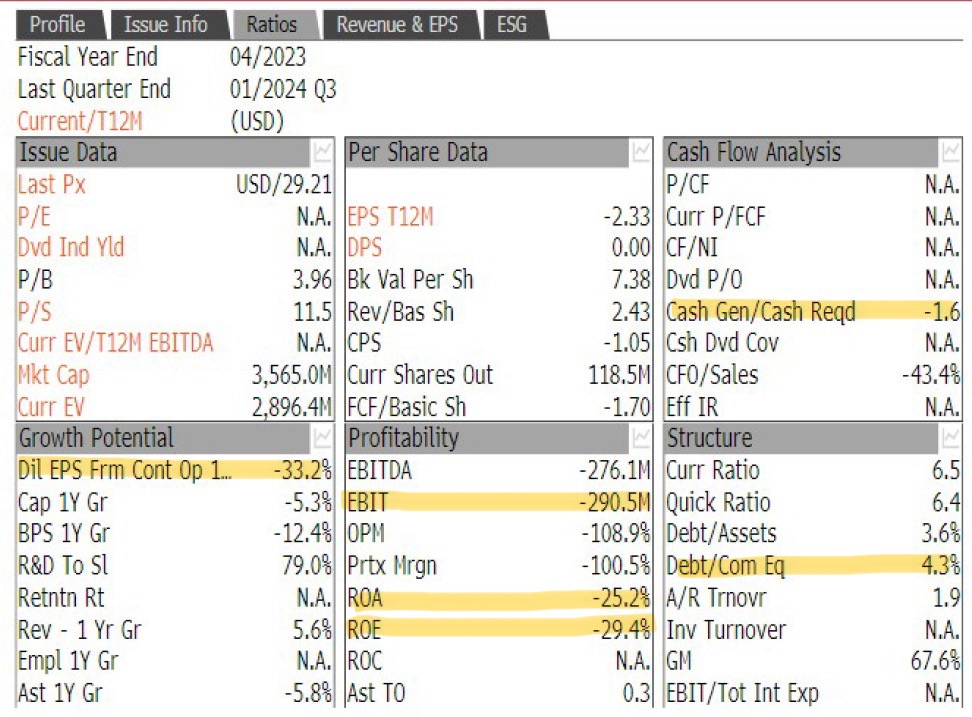 Profile Issue Info Ratios Revenue & EPS ESG
Fiscal Year End 04/2023
Last Quarter End 01/2024 Q3
Current/T12M (USD)
Issue Data
Last Px USD/29.21
P/E N.A.
Dvd Ind Yld N.A.
P/B 3.96
P/S 11.5
Curr EV/T12M EBITDA N.A.
Mkt Cap 3,565.0M
Curr EV 2,896.4M
Per Share Data
EPS T12M -2.33
DPS 0.00
Bk Val Per Sh 7.38
Rev/Bas Sh 2.43
CPS -1.05
Curr Shares Out 118.5M
FCF/Basic Sh -1.70
Cash Flow Analysis
P/CF N.A.
Curr P/FCF N.A.
CF/NI N.A.
Dvd P/O N.A.
Cash Gen/Cash Reqd -1.6
Csh Dvd Cov N.A.
CFO/Sales -43.4%
Eff IR N.A.
Growth Potential
Dil EPS Frm Cont Op 1... -33.2%
Cap 1Y Gr -5.3%
BPS 1Y Gr -12.4%
R&D To Sl 79.0%
Retntn Rt N.A.
Rev - 1 Yr Gr 5.6%
Empl 1Y Gr N.A.
Ast 1Y Gr -5.8%
Profitability
EBITDA -276.1M
EBIT -290.5M
OPM -108.9%
Prtx Mrgn -100.5%
ROA -25.2%
ROE -29.4%
ROC N.A.
Ast TO 0.3
Structure
Curr Ratio 6.5
Quick Ratio 6.4
Debt/Assets 3.6%
Debt/Com Eq 4.3%
A/R Trnovr 1.9
Inv Turnover N.A.
GM 67.6%
EBIT/Tot Int Exp N.A.